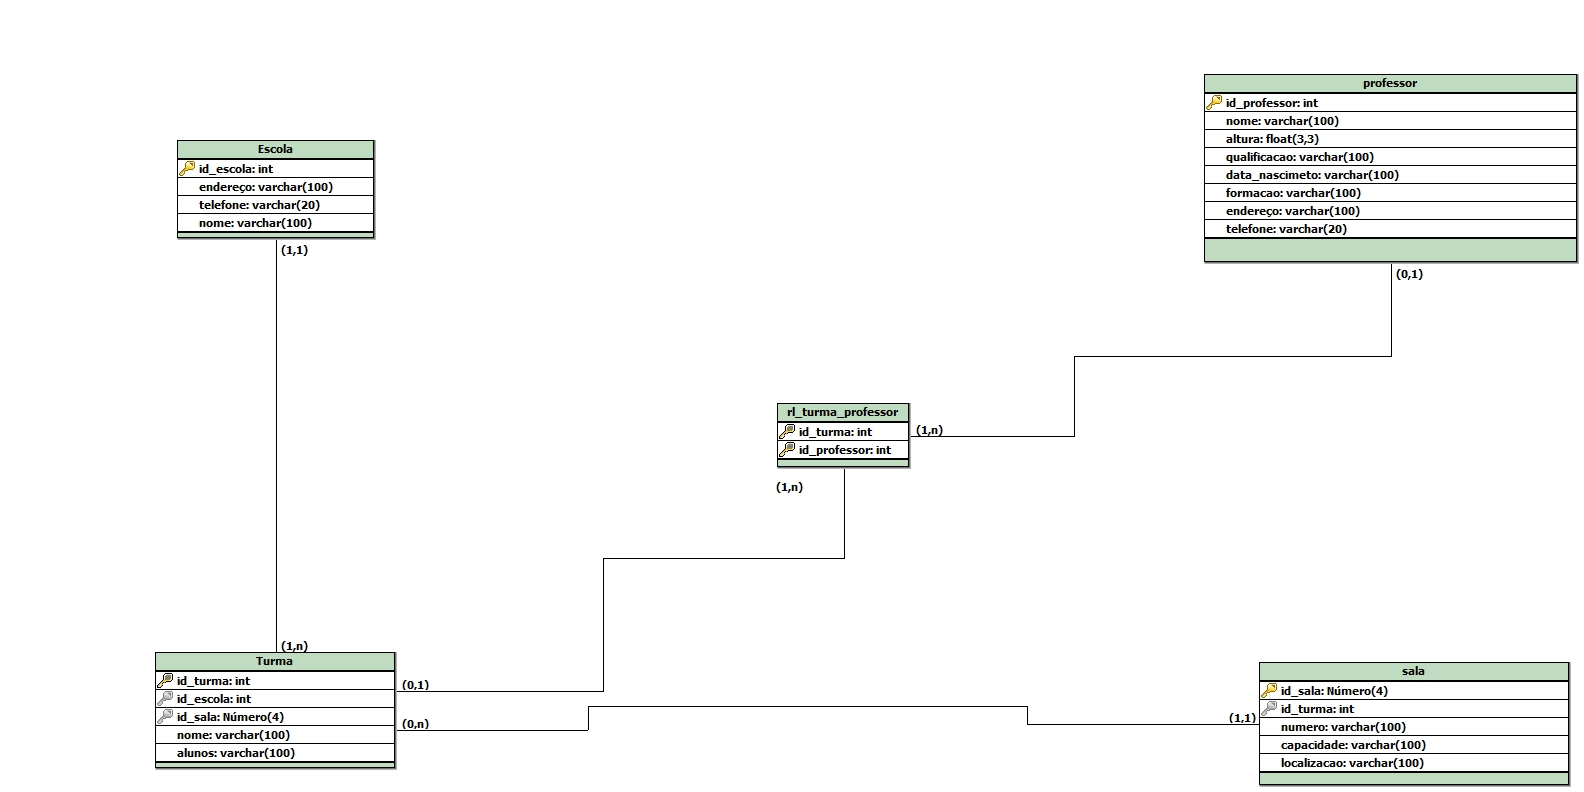 professor
id_professor: int
nome: varchar(100)
altura: float(3,3)
qualificacao: varchar(100)
data_nascimeto: varchar(100)
formacao: varchar(100)
endereço: varchar(100)
telefone: varchar(20)
(0,1)
Escola
id_escola: int
endereço: varchar(100)
telefone: varchar(20)
nome: varchar(100)
(1,1)
rl_turma_professor
id_turma: int
id_professor: int
(1,n)
(1,n)
(1,n)
Turma
id_turma: int
id_escola: int
id_sala: Número(4)
nome: varchar(100)
alunos: varchar(100)
(0,1)
(0,n)
(1,1)
sala
id_sala: Número(4)
id_turma: int
numero: varchar(100)
capacidade: varchar(100)
localizacao: varchar(100)